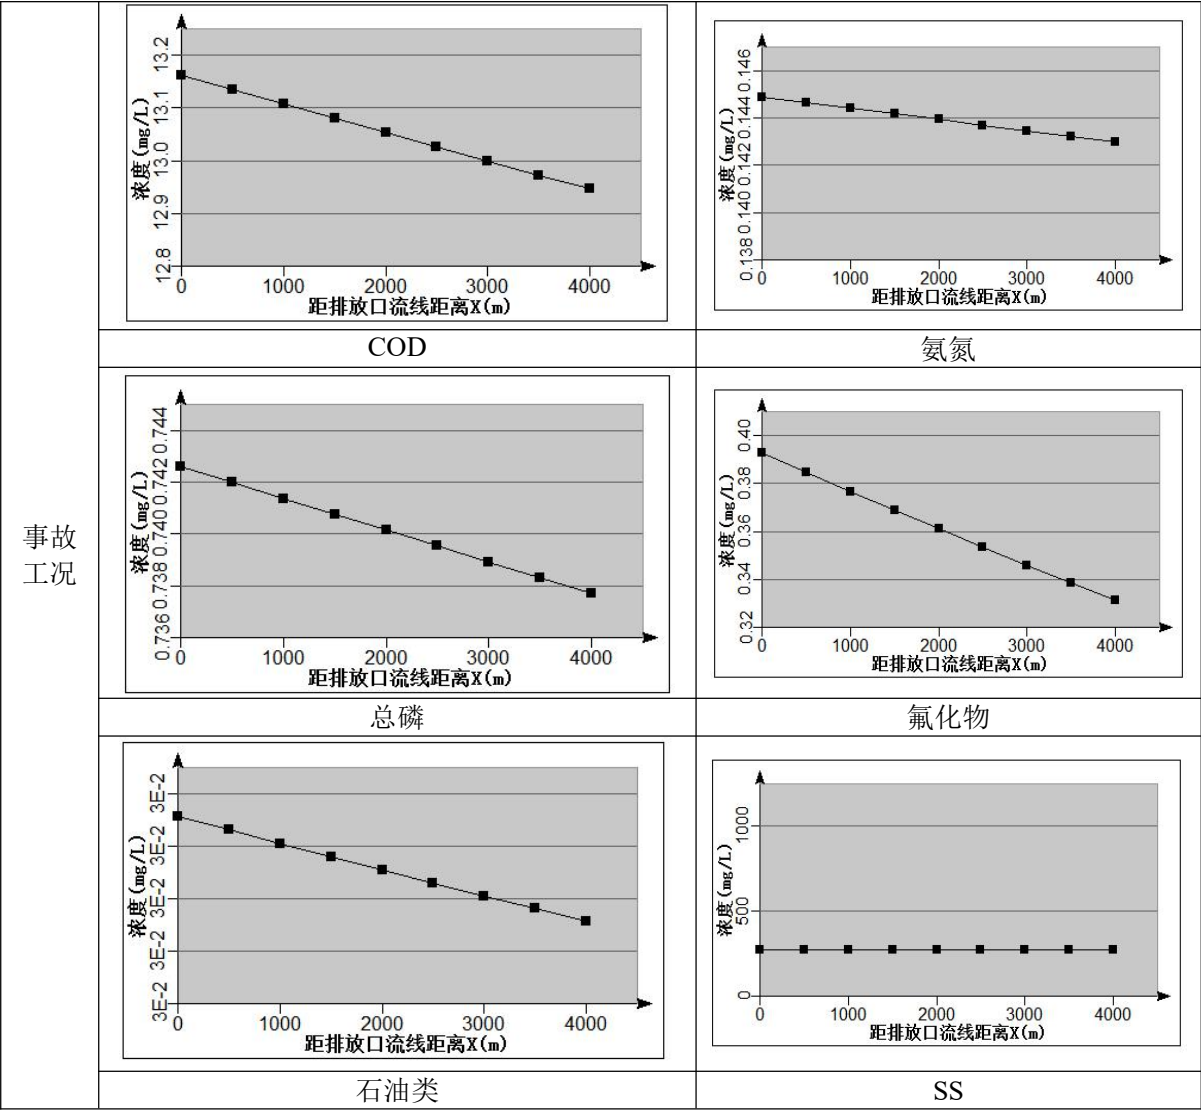 事故
工况
浓度(mg/L)
13.2
13.1
13.0
12.9
12.8
0 1000 2000 3000 4000
距排放口流线距离X(m)
COD
浓度(mg/L)
0.146
0.144
0.142
0.140
0.138
0 1000 2000 3000 4000
距排放口流线距离X(m)
氨氮
浓度(mg/L)
0.744
0.742
0.740
0.738
0.736
0 1000 2000 3000 4000
距排放口流线距离X(m)
总磷
浓度(mg/L)
0.40
0.38
0.36
0.34
0.32
0 1000 2000 3000 4000
距排放口流线距离X(m)
氟化物
浓度(mg/L)
3E-2
3E-2
3E-2
3E-2
3E-2
0 1000 2000 3000 4000
距排放口流线距离X(m)
石油类
浓度(mg/L)
1000
500
0
0 1000 2000 3000 4000
距排放口流线距离X(m)
SS